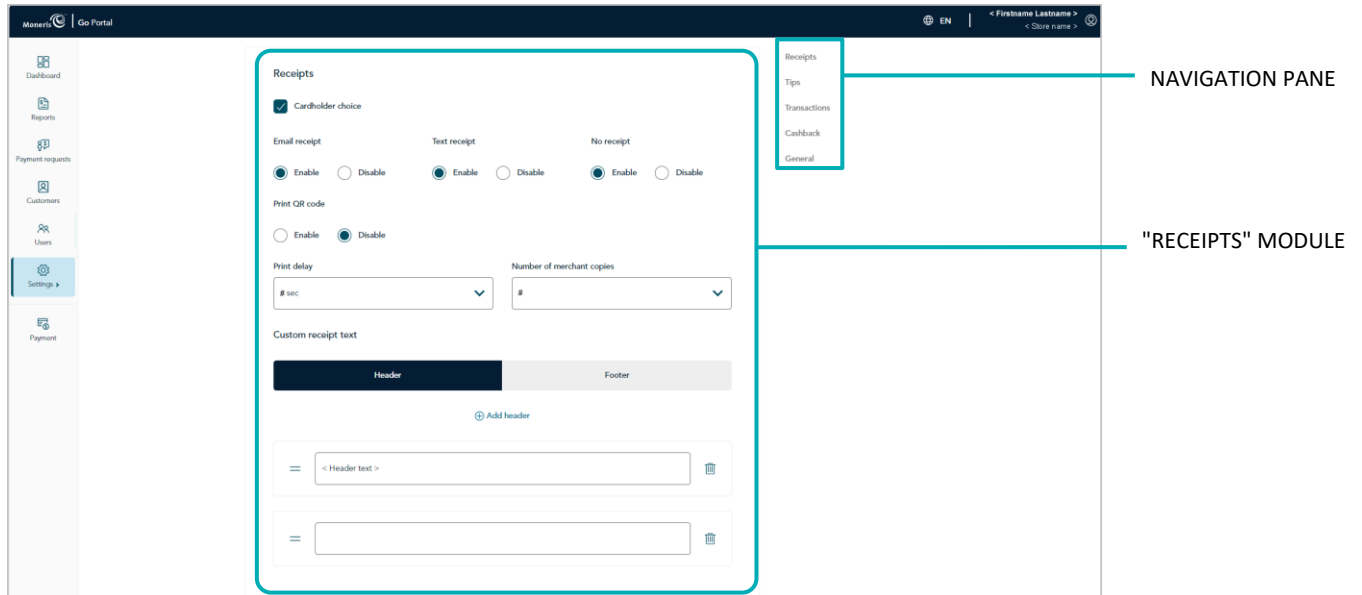 Moneris Go Portal
EN
< Firstname Lastname >
< Store name >
Dashboard
Reports
Payment requests
Customers
Users
Settings
Payment
Receipts
Cardholder choice
Email receipt Text receipt No receipt
Enable Disable Enable Disable Enable Disable
Print QR code
Enable Disable
Print delay Number of merchant copies
# sec #
Custom receipt text
Header Footer
Add header
< Header text >
Receipts
Tips
Transactions
Cashback
General
NAVIGATION PANE
"RECEIPTS" MODULE